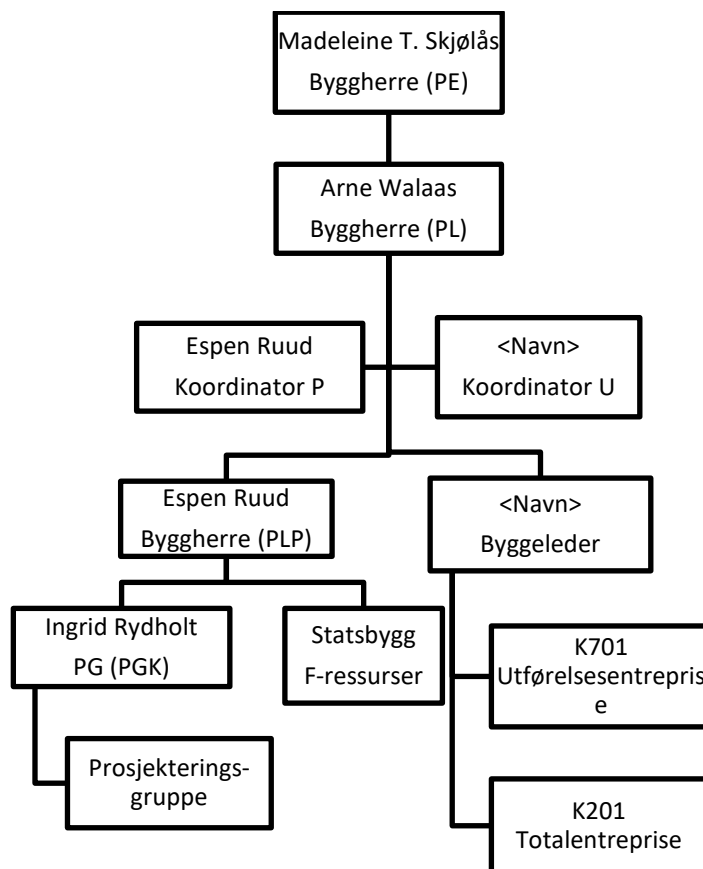 Madeleine T. Skjølås
Byggherre (PE)
Arne Walaas
Byggherre (PL)
Espen Ruud
Koordinator P
<Navn>
Koordinator U
Espen Ruud
Byggherre (PLP)
<Navn>
Byggeleder
Ingrid Rydholt
PG (PGK)
Statsbygg
F-ressurser
K701
Utførelsesentrepris
e
Prosjekterings-
gruppe
K201
Totalentreprise